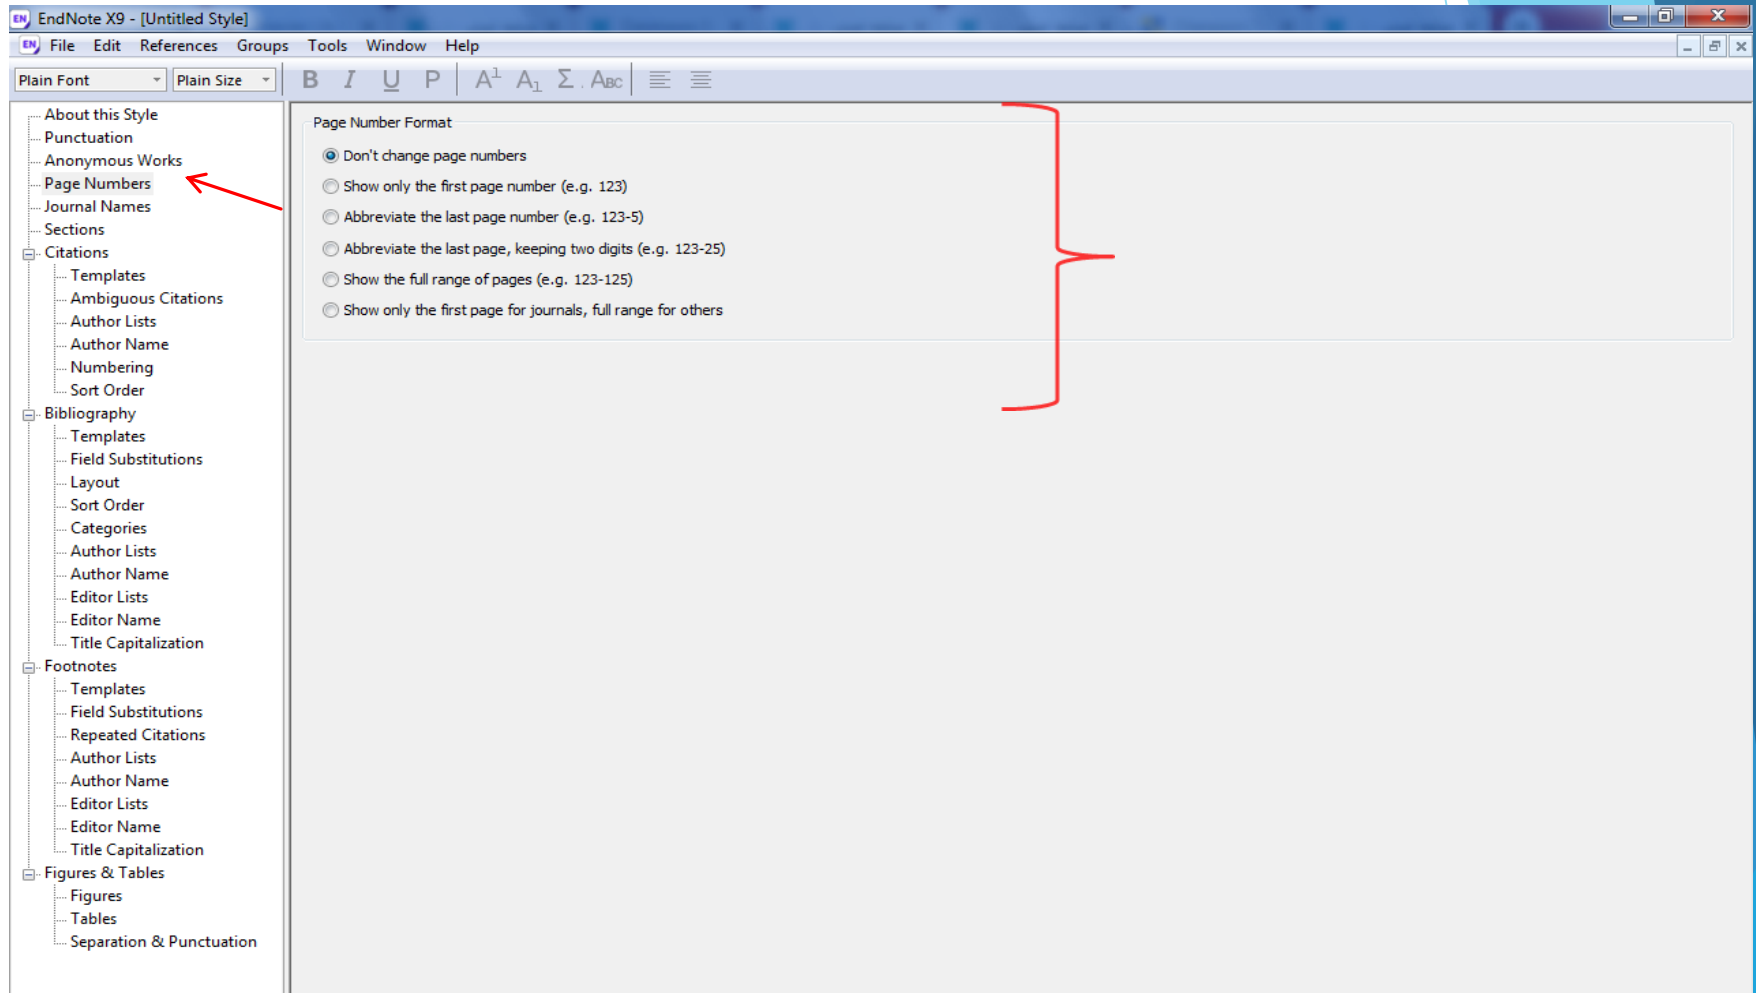 EN EndNote X9 - [Untitled Style]
EN File Edit References Groups Tools Window Help
Plain Font Plain Size B I U P A1 A1 Σ ABC
About this Style
Punctuation
Anonymous Works
Page Numbers
Journal Names
Sections
Citations
Templates
Ambiguous Citations
Author Lists
Author Name
Numbering
Sort Order
Bibliography
Templates
Field Substitutions
Layout
Sort Order
Categories
Author Lists
Author Name
Editor Lists
Editor Name
Title Capitalization
Footnotes
Templates
Field Substitutions
Repeated Citations
Author Lists
Author Name
Editor Lists
Editor Name
Title Capitalization
Figures & Tables
Figures
Tables
Separation & Punctuation
Page Number Format
Don't change page numbers
Show only the first page number (e.g. 123)
Abbreviate the last page number (e.g. 123-5)
Abbreviate the last page, keeping two digits (e.g. 123-25)
Show the full range of pages (e.g. 123-125)
Show only the first page for journals, full range for others